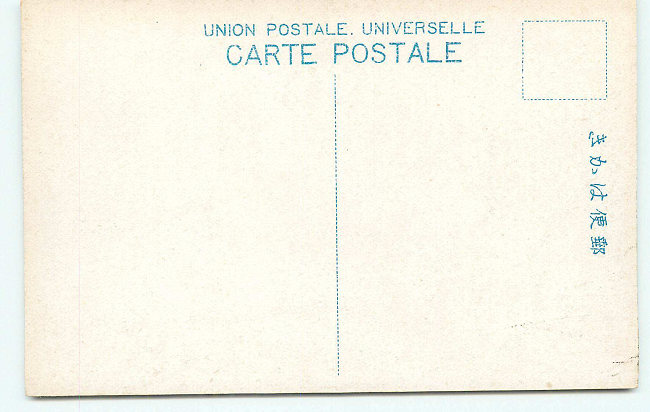 UNION POSTALE. UNIVERSELLE
CARTE POSTALE
郵便はかき